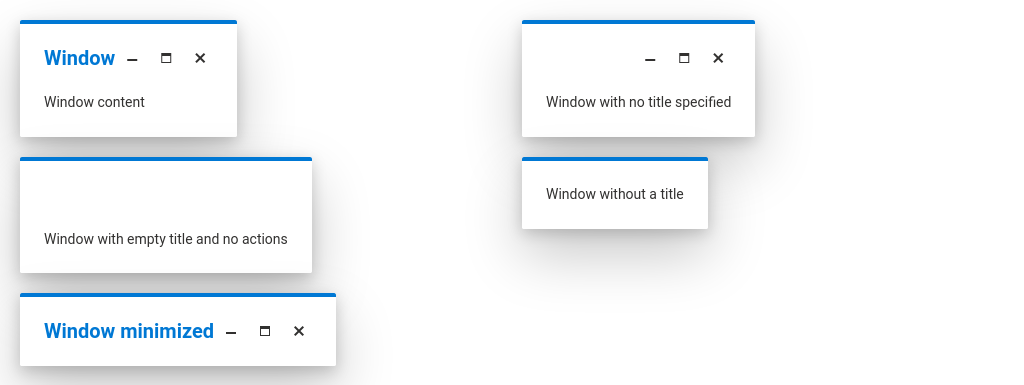 Window
Window content
Window with no title specified
Window with empty title and no actions
Window without a title
Window minimized